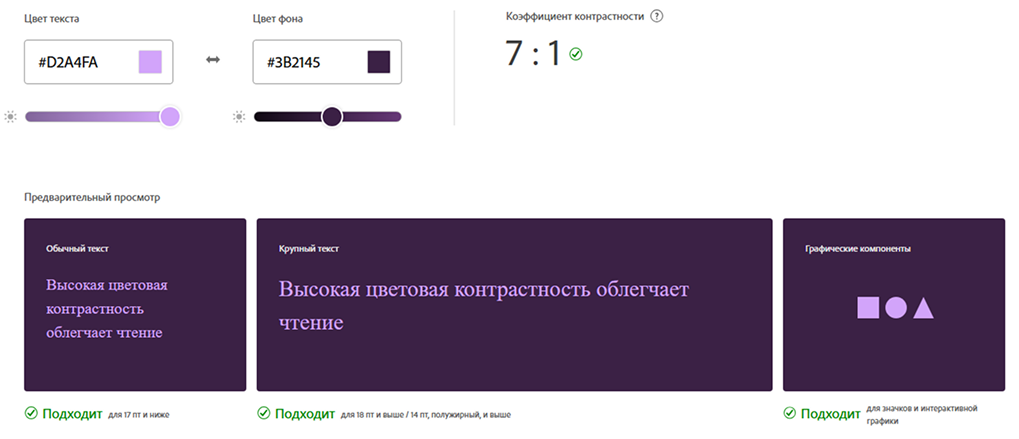 Цвет текста
Цвет фона
Коэффициент контрастности ?
#D2A4FA
#3B2145
7 : 1
Предварительный просмотр
Обычный текст
Высокая цветовая
контрастность
облегчает чтение
Крупный текст
Высокая цветовая контрастность облегчает
чтение
Графические компоненты
Подходит для 17 пт и ниже
Подходит для 18 пт и выше / 14 пт, полужирный, и выше
Подходит для значков и интерактивной
графики